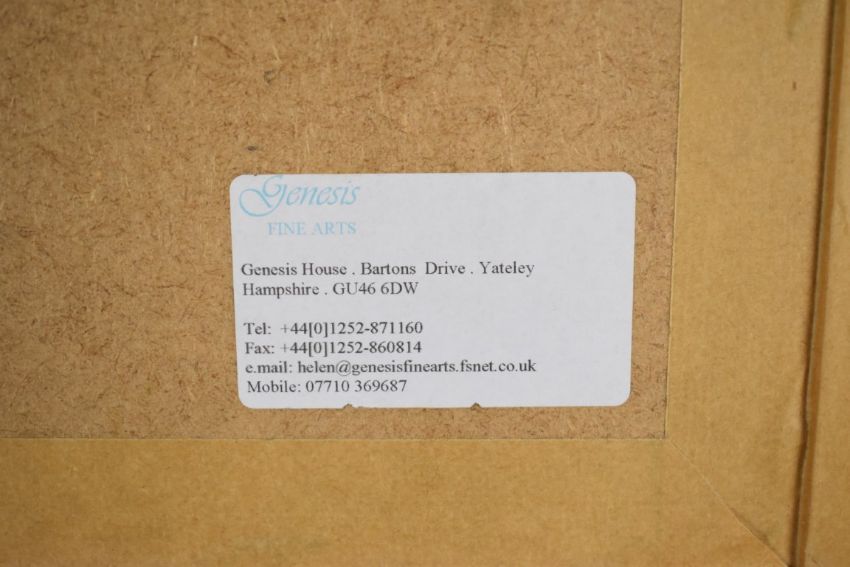 Genesis
FINE ARTS
Genesis House . Bartons Drive . Yateley
Hampshire . GU46 6DW
Tel: +44[0]1252-871160
Fax: +44[0]1252-860814
e.mail: helen@genesisfinearts.fsnet.co.uk
Mobile: 07710 369687